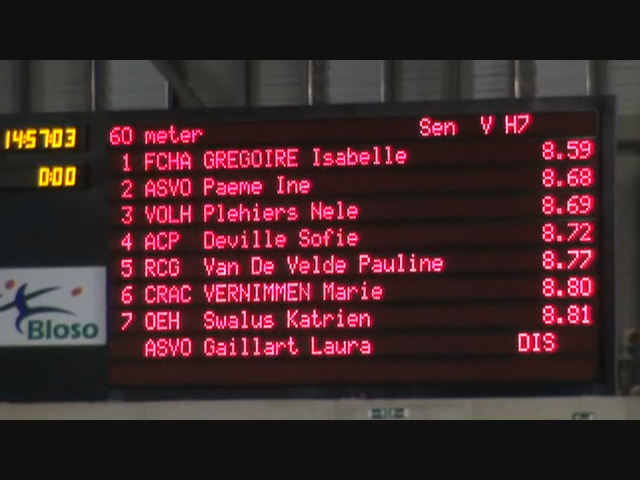 14:57:03
0:00
60 meter Sen V H7
1 FCHA GREGOIRE Isabelle 8.59
2 ASVO Paeme Ine 8.68
3 VOLH Plehiers Nele 8.69
4 ACP Deville Sofie 8.72
5 RCG Van De Velde Pauline 8.77
6 CRAC VERNIMMEN Marie 8.80
7 OEH Swalus Katrien 8.81
ASVO Gaillart Laura DIS
Bloso